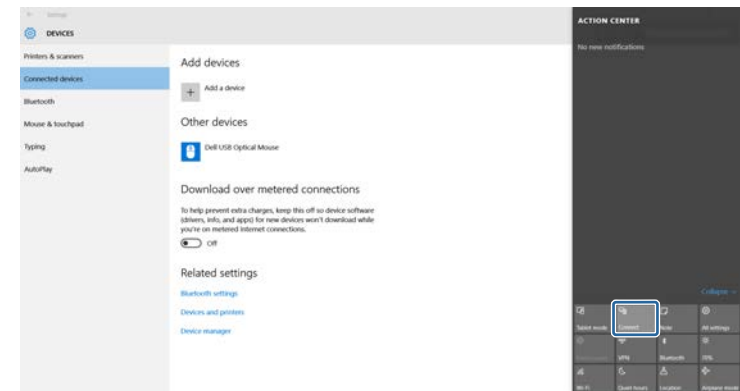 Settings
DEVICES
Printers & scanners
Connected devices
Bluetooth
Mouse & touchpad
Typing
AutoPlay
Add devices
Add a device
Other devices
Dell USB Optical Mouse
Download over metered connections
To help prevent extra charges, keep this off so device software
(drivers, info, and apps) for new devices won't download while
you're on metered Internet connections.
Off
Related settings
Bluetooth settings
Devices and printers
Device manager
ACTION CENTER
No new notifications
Collapse
Tablet mode Connect Note All settings
VPN Bluetooth
Wi-Fi Quiet hours Location Airplane mode